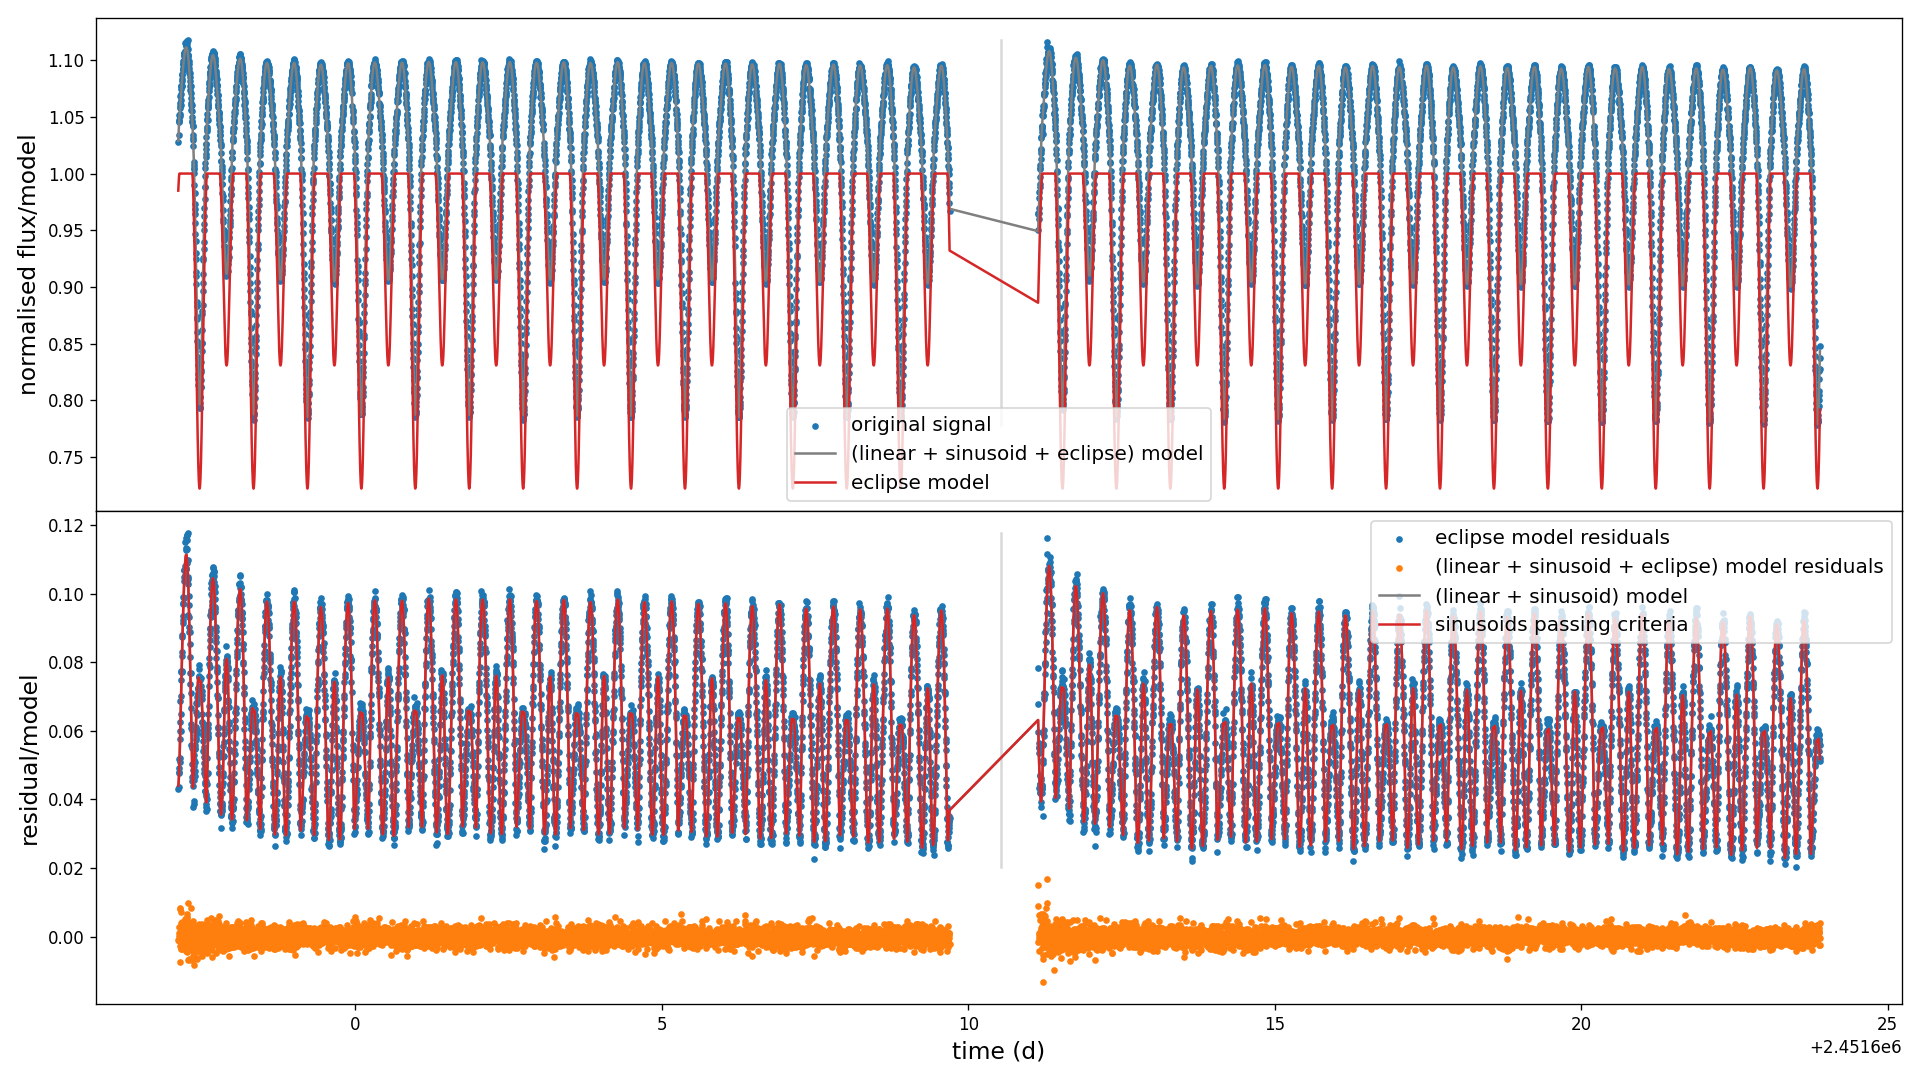 normalised flux/model
1.10
1.05
1.00
0.95
0.90
0.85
0.80
0.75
original signal
(linear + sinusoid + eclipse) model
eclipse model
residual/model
0.12
0.10
0.08
0.06
0.04
0.02
0.00
eclipse model residuals
(linear + sinusoid + eclipse) model residuals
(linear + sinusoid) model
sinusoids passing criteria
0 5 10 15 20 25
time (d)
+2.4516e6